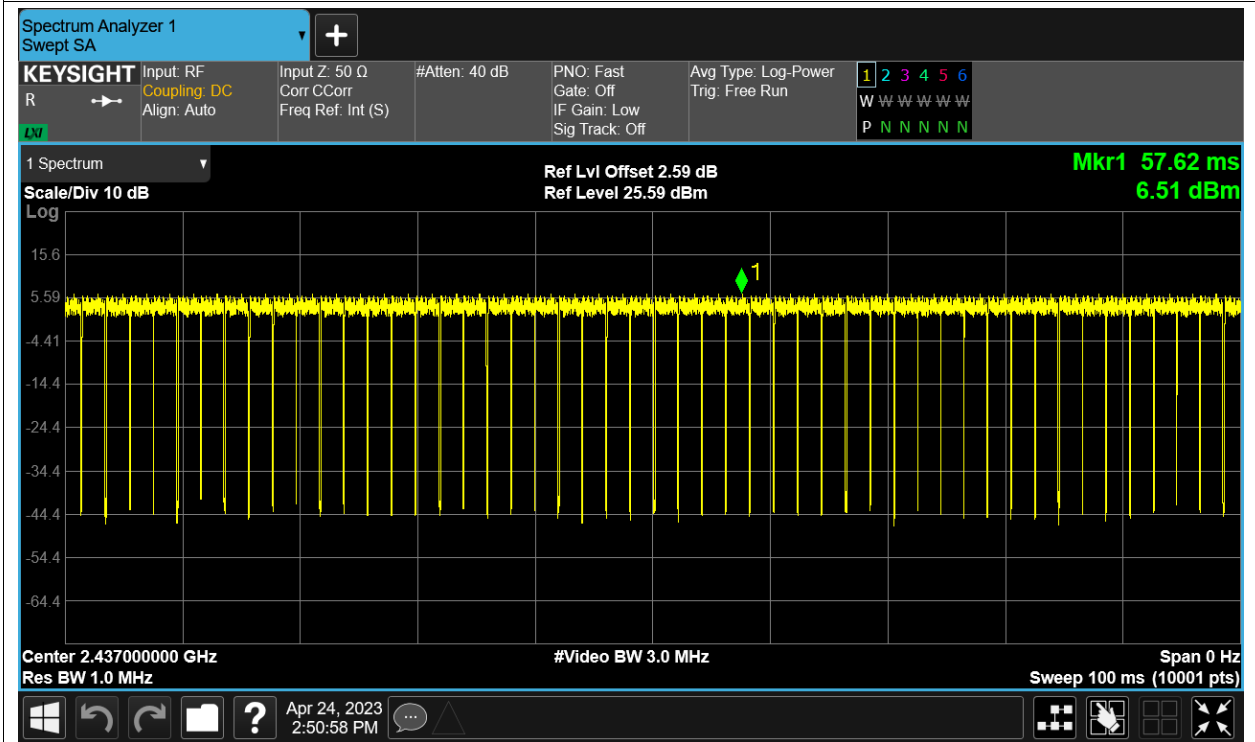 Spectrum Analyzer 1
Swept SA
+
KEYSIGHT
R
LXI
Input: RF
Coupling: DC
Align: Auto
Input Z: 50 Ω
Corr CCorr
Freq Ref: Int (S)
#Atten: 40 dB
PNO: Fast
Gate: Off
IF Gain: Low
Sig Track: Off
Avg Type: Log-Power
Trig: Free Run
1 2 3 4 5 6
W W W W W W
P N N N N N
1 Spectrum
Scale/Div 10 dB
Log
Ref Lvl Offset 2.59 dB
Ref Level 25.59 dBm
Mkr1 57.62 ms
6.51 dBm
15.6
5.59
-4.41
-14.4
-24.4
-34.4
-44.4
-54.4
-64.4
1
Center 2.437000000 GHz
Res BW 1.0 MHz
#Video BW 3.0 MHz
Span 0 Hz
Sweep 100 ms (10001 pts)
?
Apr 24, 2023
2:50:58 PM